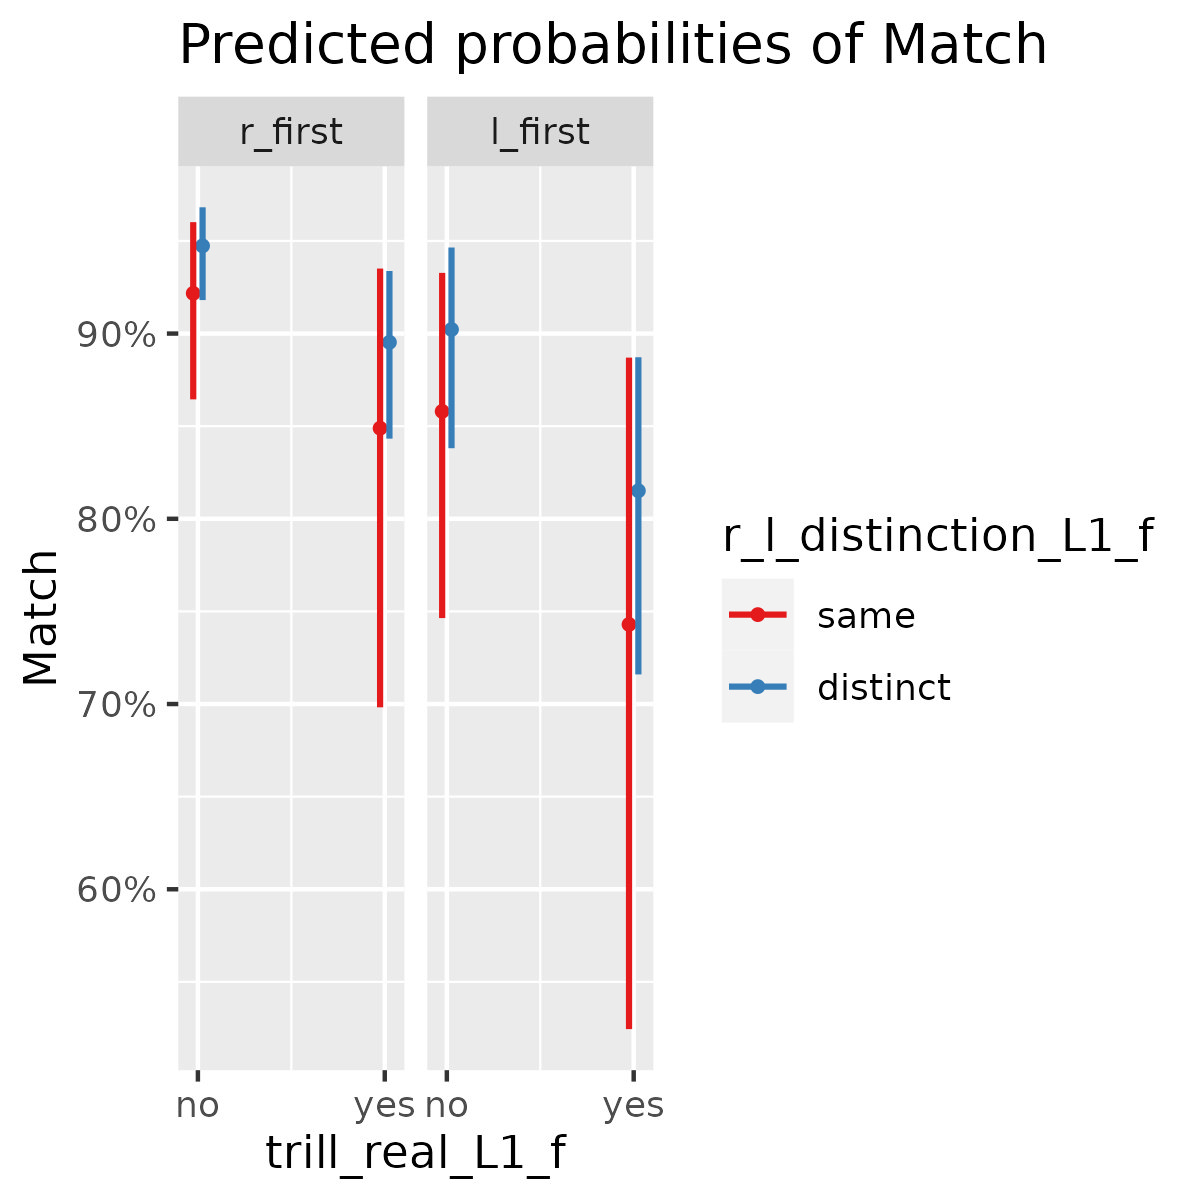 Predicted probabilities of Match
r_first
l_first
90%
80%
70%
60%
Match
no
yes
no
yes
trill_real_L1_f
r_l_distinction_L1_f
same
distinct